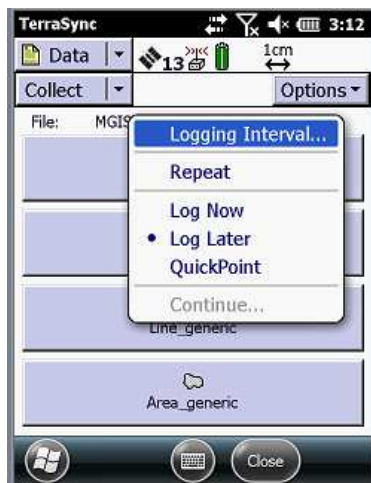 TerraSync 3:12
Data 13 1cm
Collect Options
File: MGIS
Logging Interval...
Repeat
Log Now
Log Later
QuickPoint
Continue...
Line_generic
Area_generic
Close